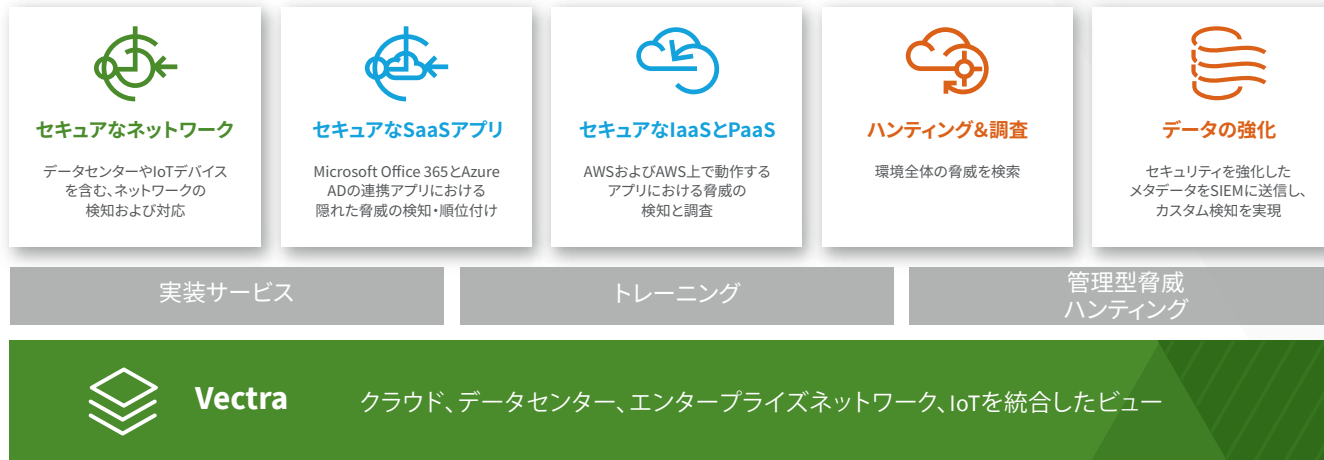 セキュアなネットワーク
データセンターやIoTデバイス
を含む、ネットワークの
検知および対応
セキュアなSaaSアプリ
Microsoft Office 365とAzure
ADの連携アプリにおける
隠れた脅威の検知・順位付け
セキュアなIaaSとPaaS
AWSおよびAWS上で動作する
アプリにおける脅威の
検知と調査
ハンティング&調査
環境全体の脅威を検索
データの強化
セキュリティを強化した
メタデータをSIEMに送信し、
カスタム検知を実現
実装サービス
トレーニング
管理型脅威
ハンティング
Vectra
クラウド、データセンター、エンタープライズネットワーク、IoTを統合したビュー